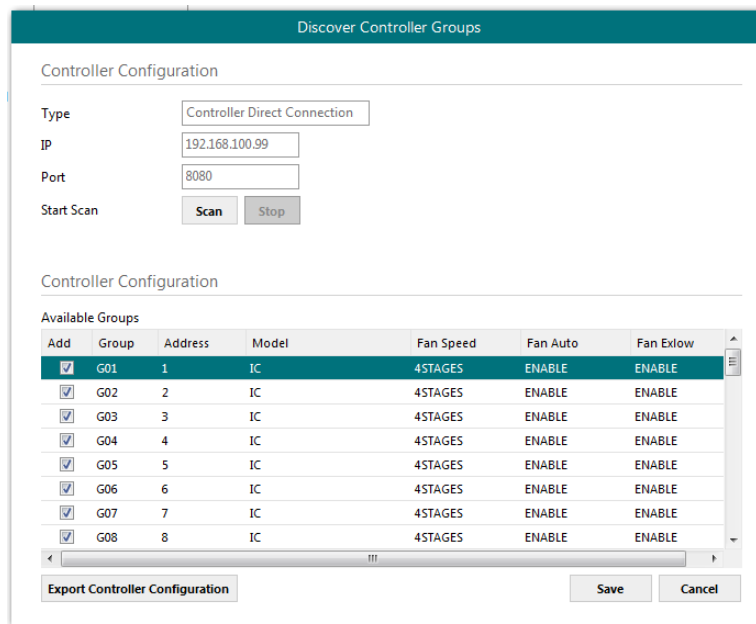 Discover Controller Groups
Controller Configuration
Type Controller Direct Connection
IP 192.168.100.99
Port 8080
Start Scan Scan Stop
Controller Configuration
Available Groups
Add Group Address Model Fan Speed Fan Auto Fan Exlow
G01 1 IC 4STAGES ENABLE ENABLE
G02 2 IC 4STAGES ENABLE ENABLE
G03 3 IC 4STAGES ENABLE ENABLE
G04 4 IC 4STAGES ENABLE ENABLE
G05 5 IC 4STAGES ENABLE ENABLE
G06 6 IC 4STAGES ENABLE ENABLE
G07 7 IC 4STAGES ENABLE ENABLE
G08 8 IC 4STAGES ENABLE ENABLE
Export Controller Configuration Save Cancel